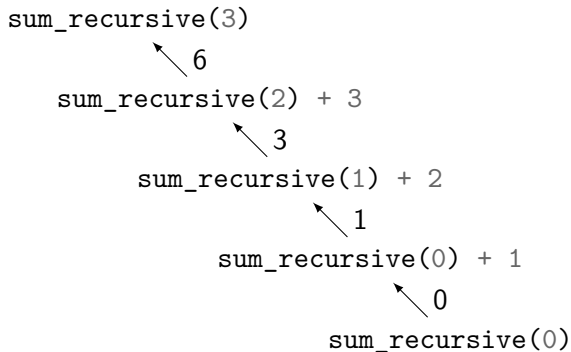 sum_recursive(3)
6
sum_recursive(2) + 3
3
sum_recursive(1) + 2
1
sum_recursive(0) + 1
0
sum_recursive(0)